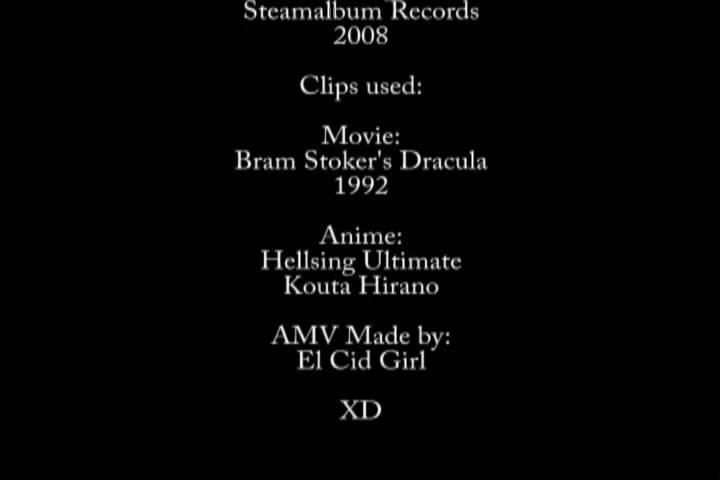 Steamalbum Records
2008
Clips used:
Movie:
Bram Stoker's Dracula
1992
Anime:
Hellsing Ultimate
Kouta Hirano
AMV Made by:
El Cid Girl
XD